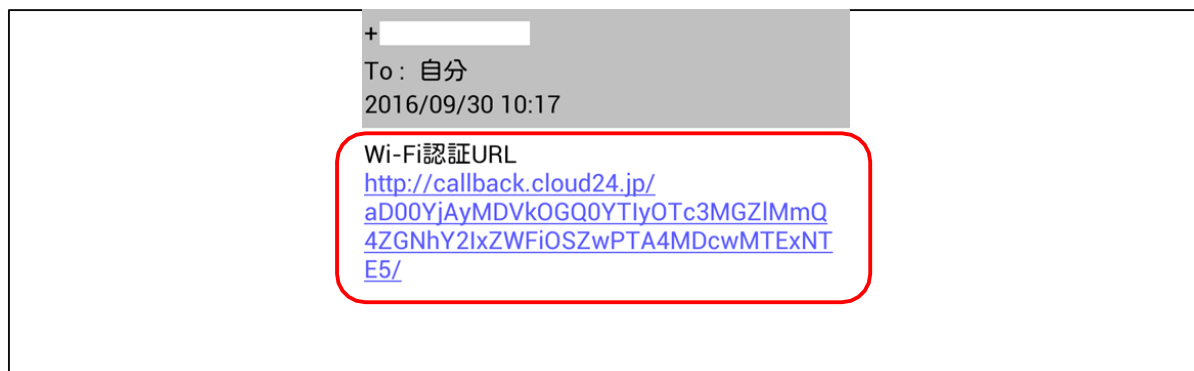 +
To : 自分
2016/09/30 10:17
Wi-Fi認証URL
http://callback.cloud24.jp/
aD00YjAyMDVkOGQ0YTIyOTc3MGZlMmQ
4ZGNhY2IxZWFiOSZwPTA4MDcwMTExNT
E5/